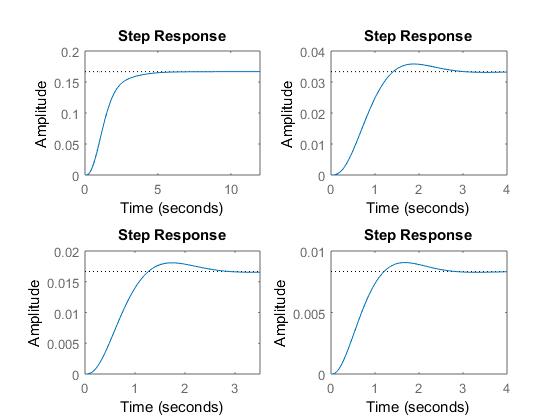 Step Response
Step Response
0.2
0.15
0.1
0.05
0
Amplitude
0
5
10
Time (seconds)
0.04
0.03
0.02
0.01
0
Amplitude
0
1
2
3
4
Time (seconds)
Step Response
Step Response
0.02
0.015
0.01
0.005
0
Amplitude
0
1
2
3
Time (seconds)
0.01
0.005
0
Amplitude
0
1
2
3
4
Time (seconds)